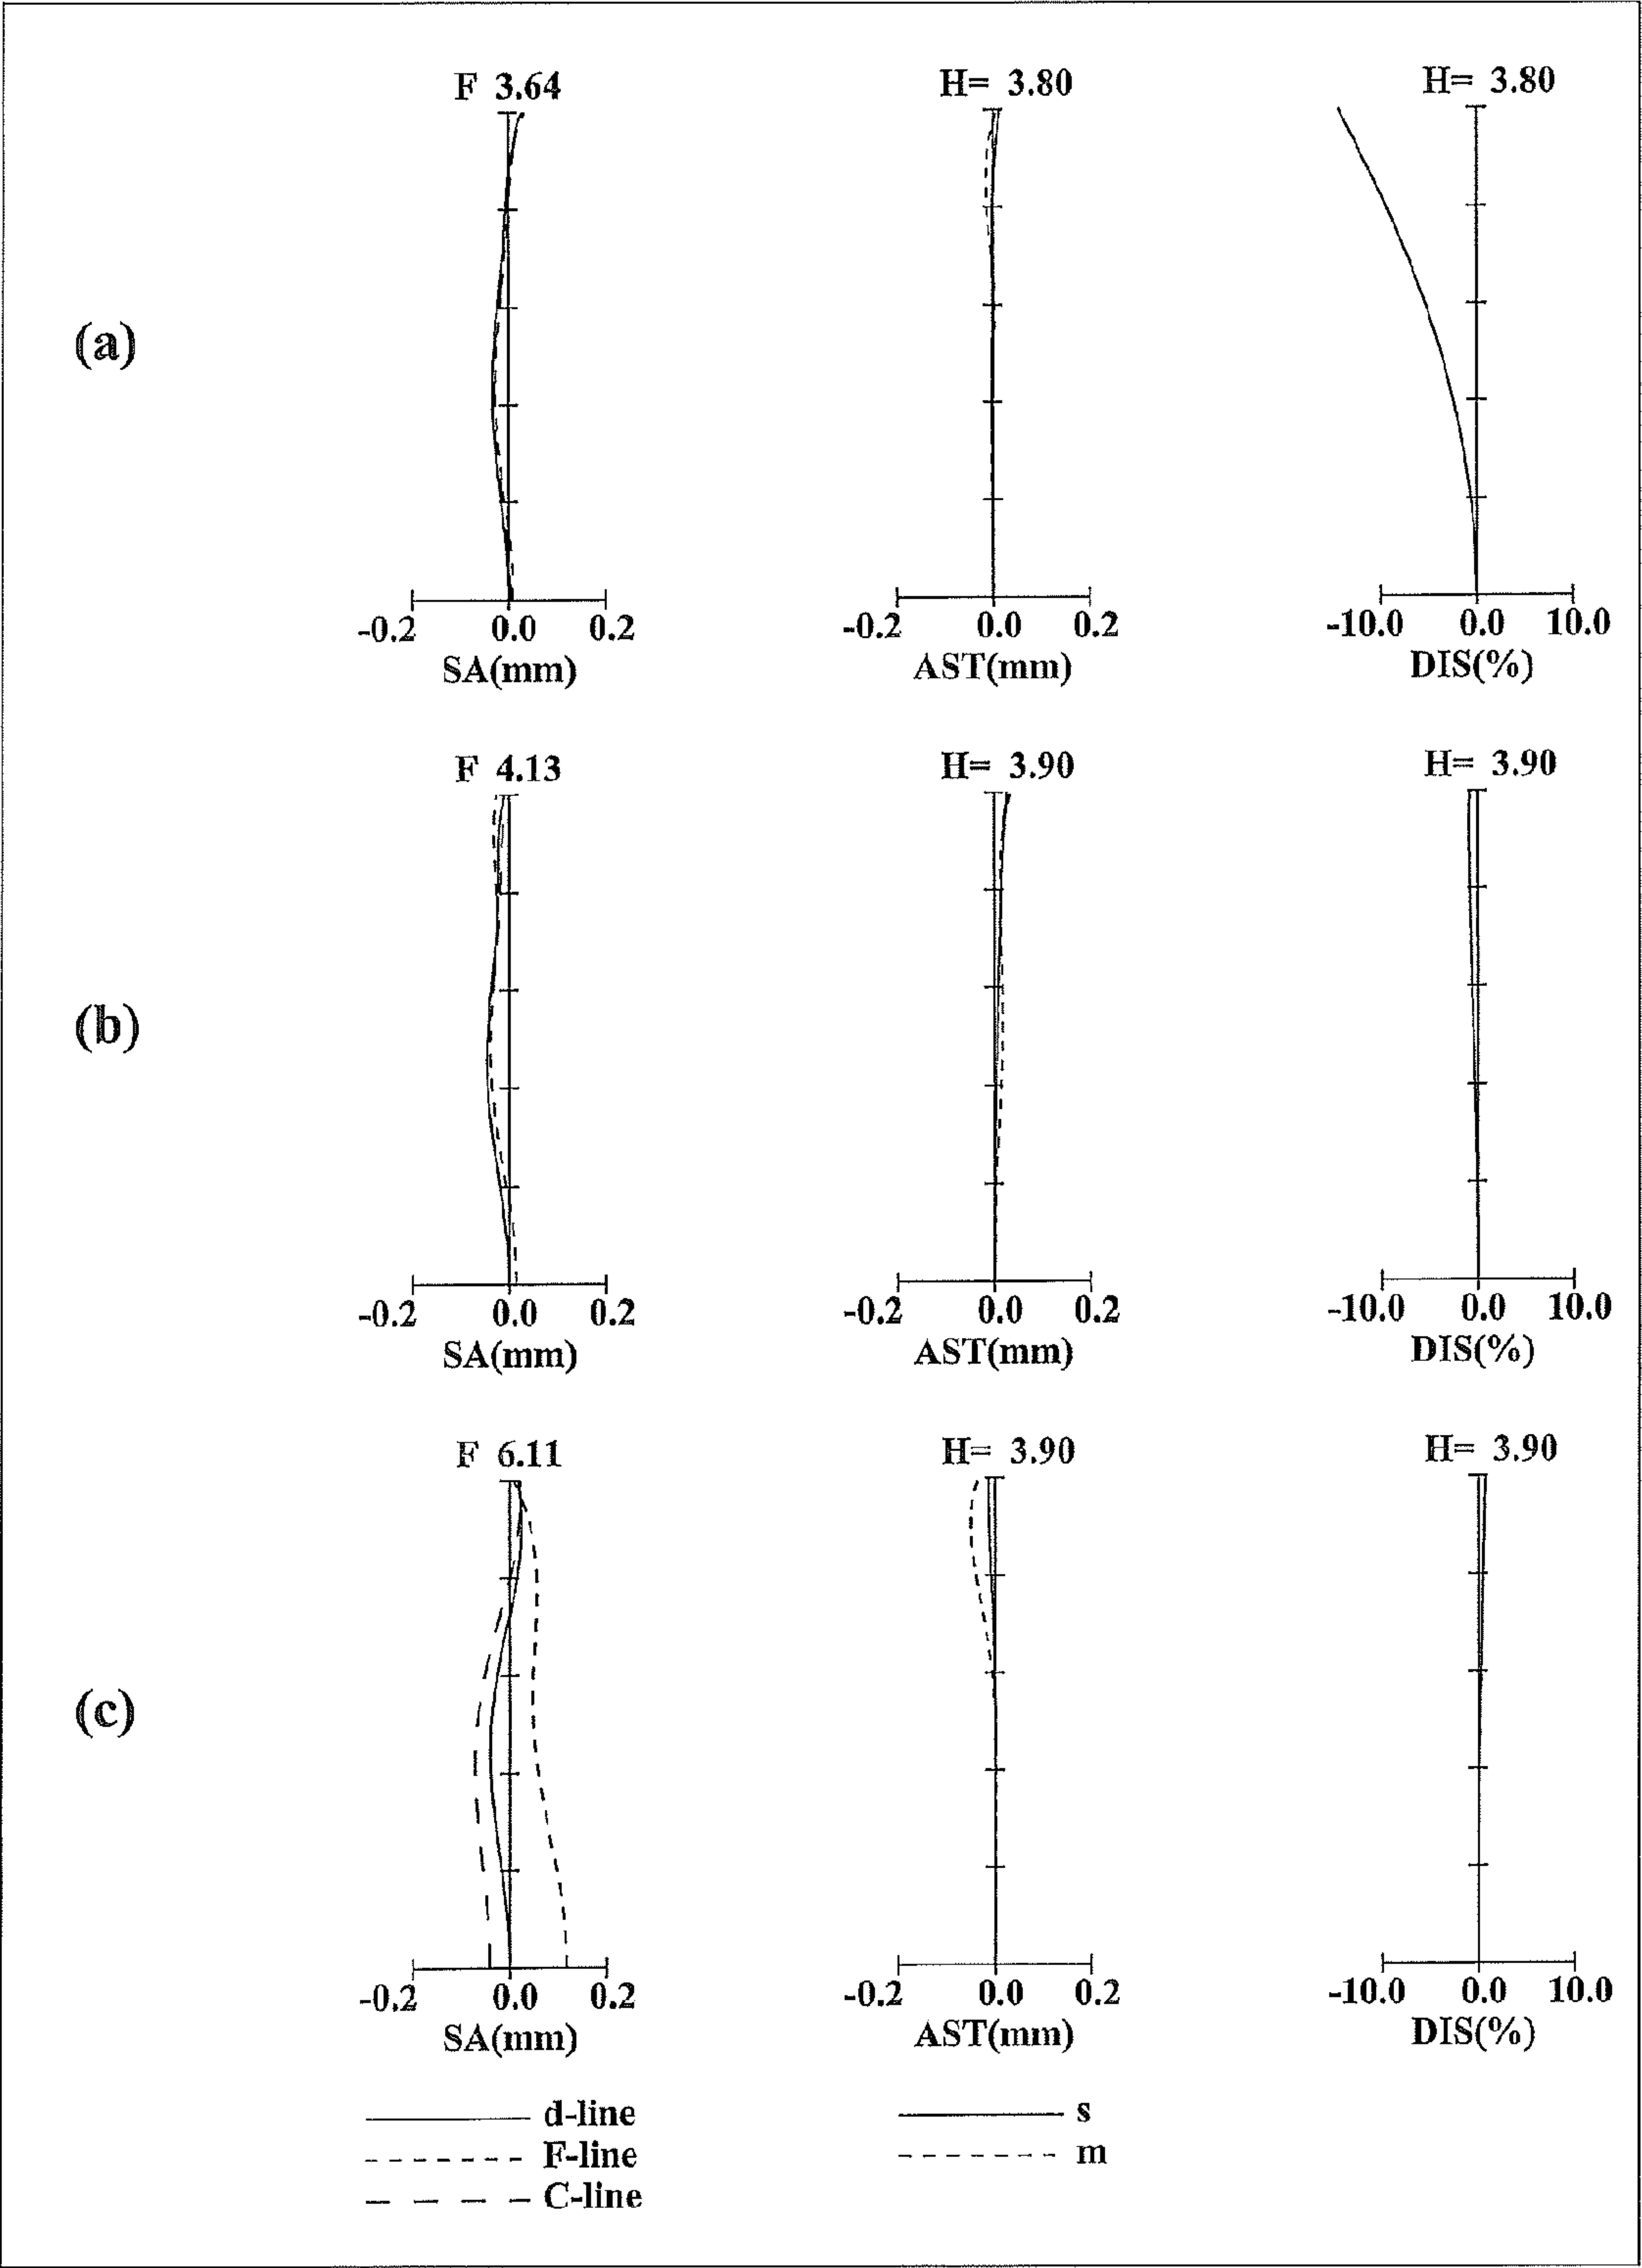 F 3.64 H= 3.80 H= 3.80
(a)
-0.2 0.0 0.2 -0.2 0.0 0.2 -10.0 0.0 10.0
SA(mm) AST(mm) DIS(%)
F 4.13 H= 3.90 H= 3.90
(b)
-0.2 0.0 0.2 -0.2 0.0 0.2 -10.0 0.0 10.0
SA(mm) AST(mm) DIS(%)
F 6.11 H= 3.90 H= 3.90
(c)
-0.2 0.0 0.2 -0.2 0.0 0.2 -10.0 0.0 10.0
SA(mm) AST(mm) DIS(%)
d-line s
F-line m
C-line